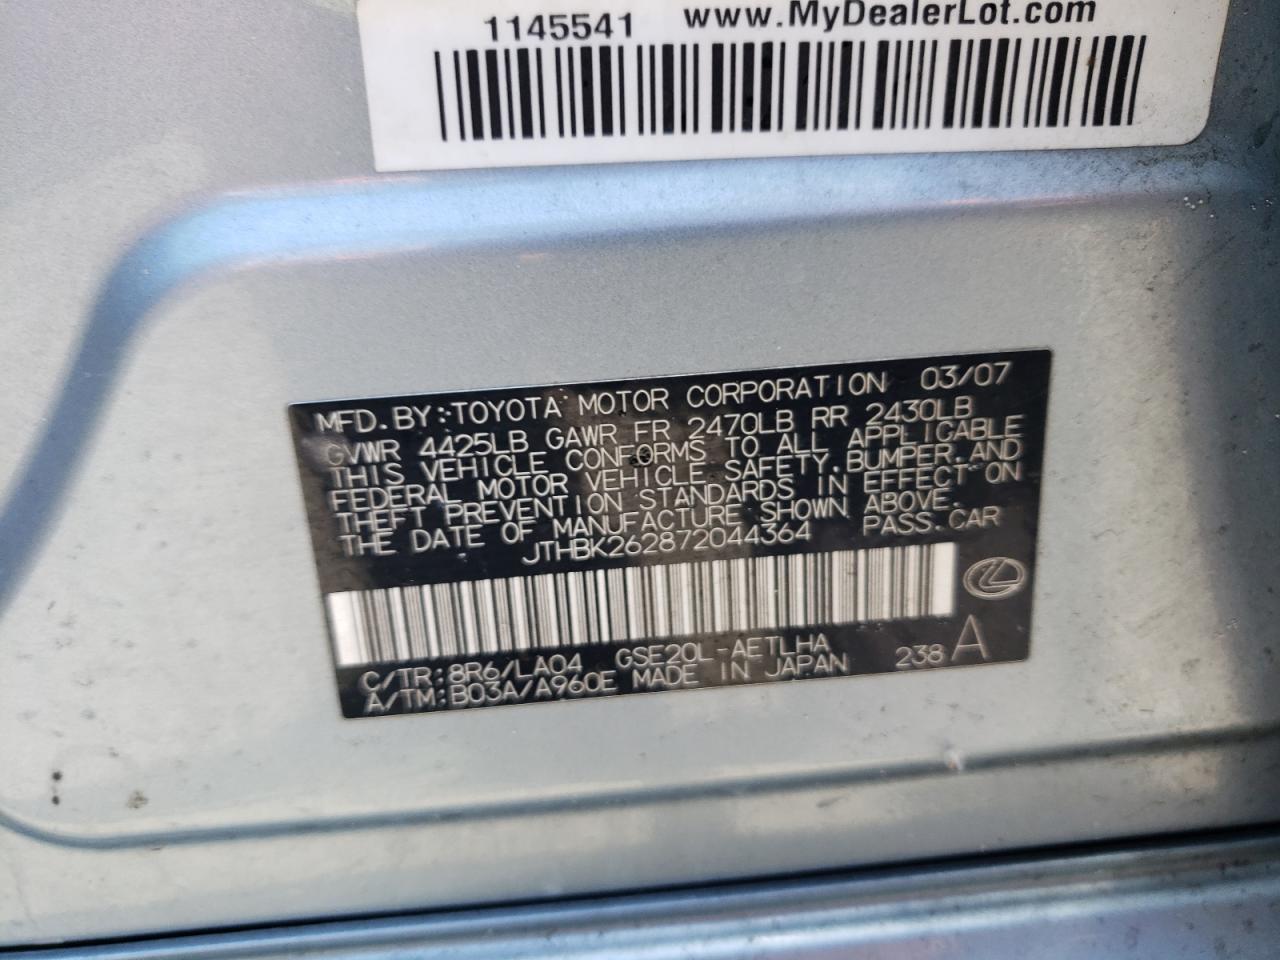 1145541 www.MyDealerLot.com
MFD.BY:TOYOTA MOTOR CORPORATION 03/07
GVWR 4425LB GAWR FR 2470LB RR 2430LB
THIS VEHICLE CONFORMS TO ALL APPLICABLE
FEDERAL MOTOR VEHICLE SAFETY,BUMPER,AND
THEFT PREVENTION STANDARDS IN EFFECT ON
THE DATE OF MANUFACTURE SHOWN ABOVE.
JTHBK262872044364 PASS.CAR
C/TR:8R6/LA04 GSE20L-AETLHA
A/TM:B03A/A960E MADE IN JAPAN 238 A